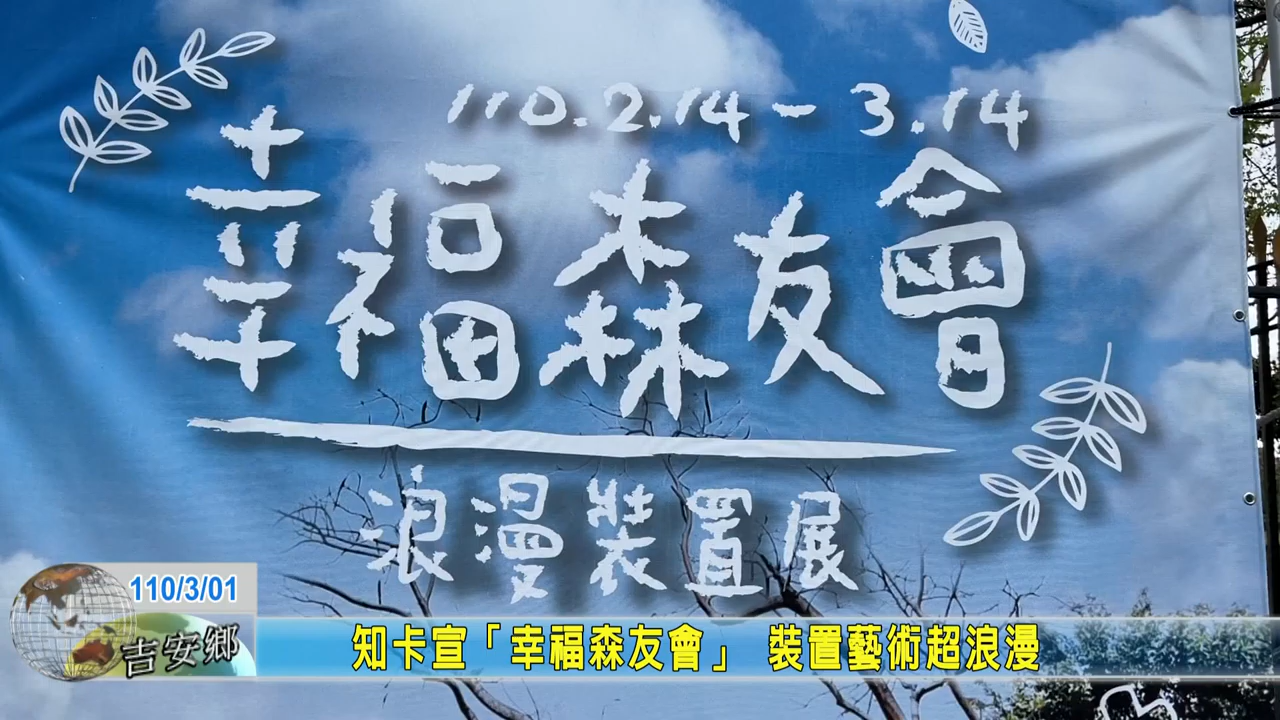 110.2.14-3.14
幸福森友會
浪漫裝置展
110/3/01
吉安鄉
知卡宣「幸福森友會」 裝置藝術超浪漫